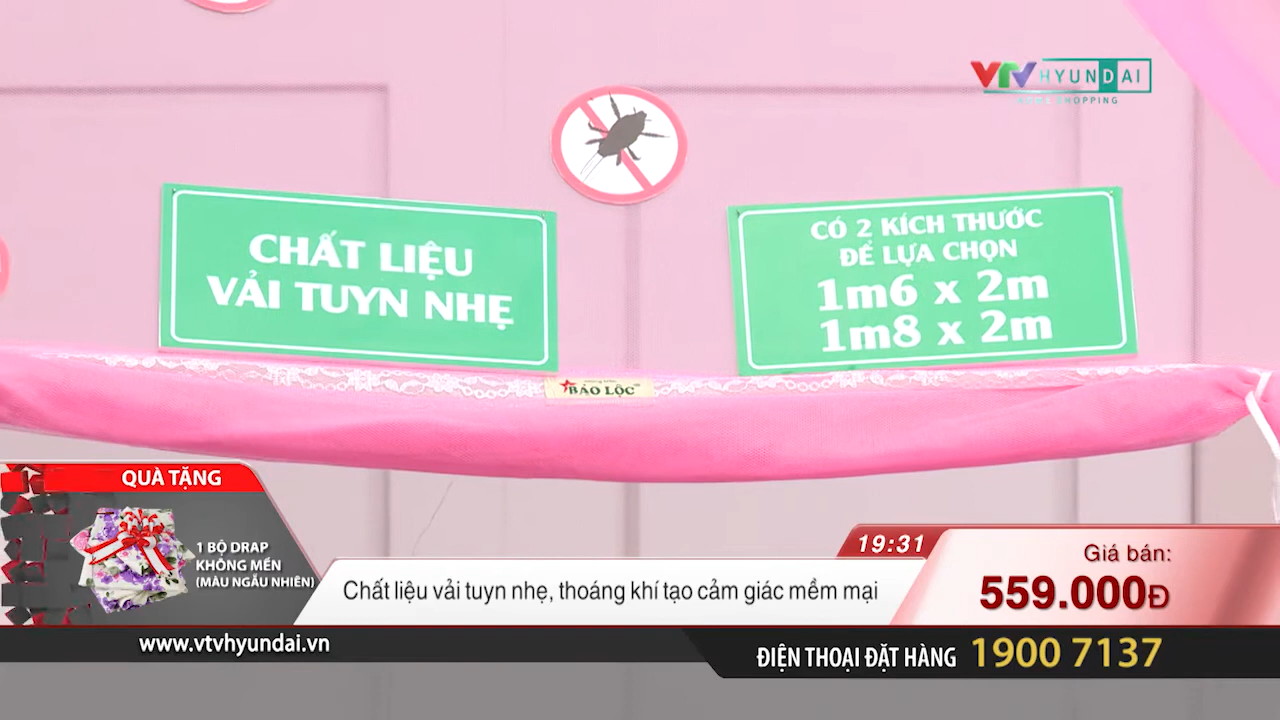 VTV HYUNDAI
HOME SHOPPING
CHẤT LIỆU
VẢI TUYN NHẸ
CÓ 2 KÍCH THƯỚC
ĐỂ LỰA CHỌN
1m6 x 2m
1m8 x 2m
BẢO LỘC
QUÀ TẶNG
1 BỘ DRAP
KHÔNG MỀN
(MÀU NGẪU NHIÊN)
19:31
Giá bán:
559.000Đ
Chất liệu vải tuyn nhẹ, thoáng khí tạo cảm giác mềm mại
www.vtvhyundai.vn
ĐIỆN THOẠI ĐẶT HÀNG 1900 7137